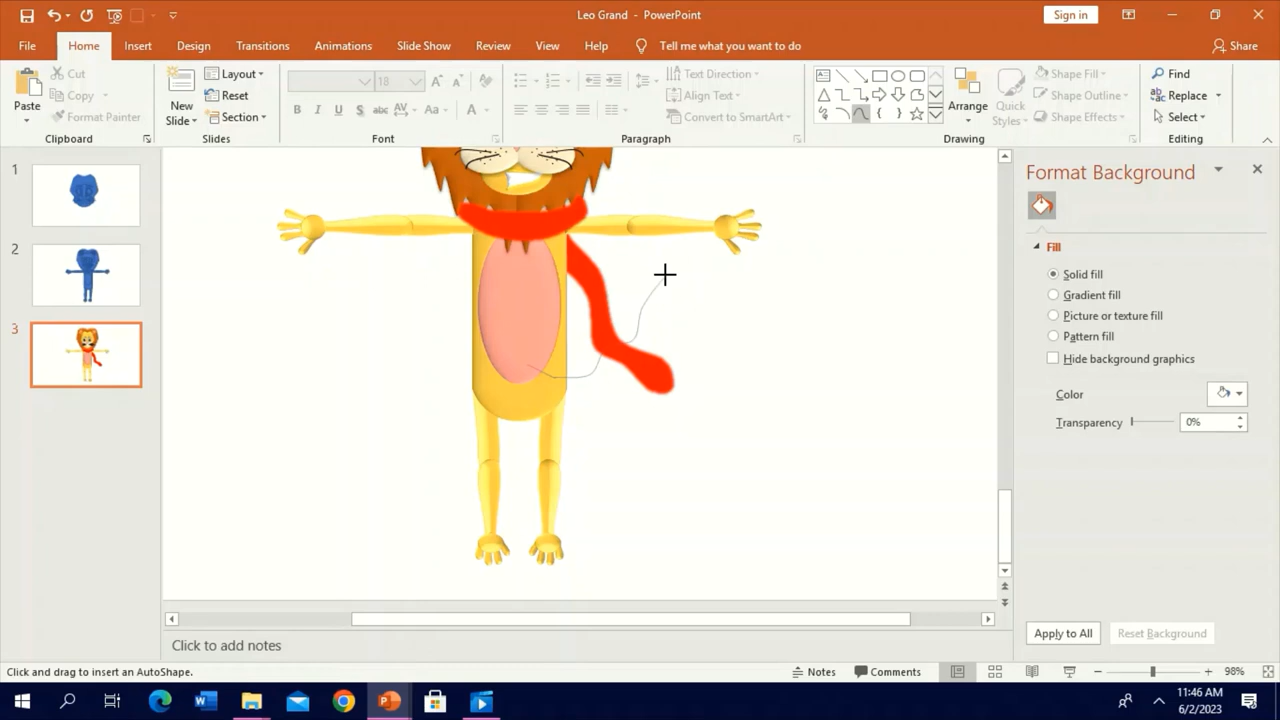 Leo Grand - PowerPoint
Sign in
File Home Insert Design Transitions Animations Slide Show Review View Help Tell me what you want to do Share
Paste
Cut
Copy
Format Painter
Clipboard
New Slide
Layout
Reset
Section
Slides
18
B I U S abc AV Aa A
Font
Text Direction
Align Text
Convert to SmartArt
Paragraph
Arrange
Quick Styles
Shape Fill
Shape Outline
Shape Effects
Drawing
Find
Replace
Select
Editing
1
2
3
Format Background
Fill
Solid fill
Gradient fill
Picture or texture fill
Pattern fill
Hide background graphics
Color
Transparency 0%
Apply to All Reset Background
Click to add notes
Click and drag to insert an AutoShape. Notes Comments 98%
11:46 AM
6/2/2023